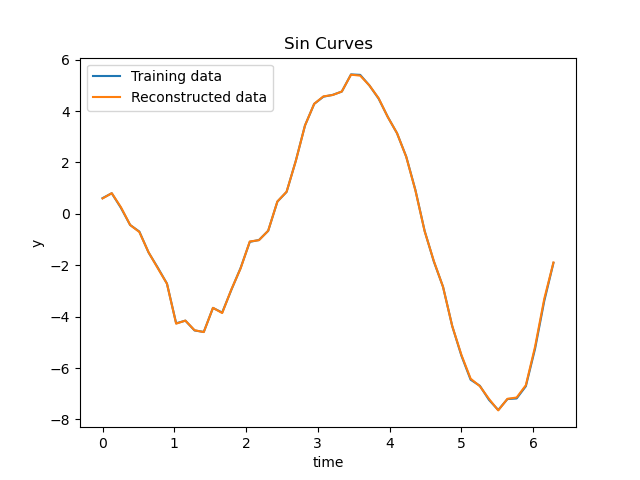 Sin Curves
Training data
Reconstructed data
6
4
2
0
−2
−4
−6
−8
y
0 1 2 3 4 5 6
time